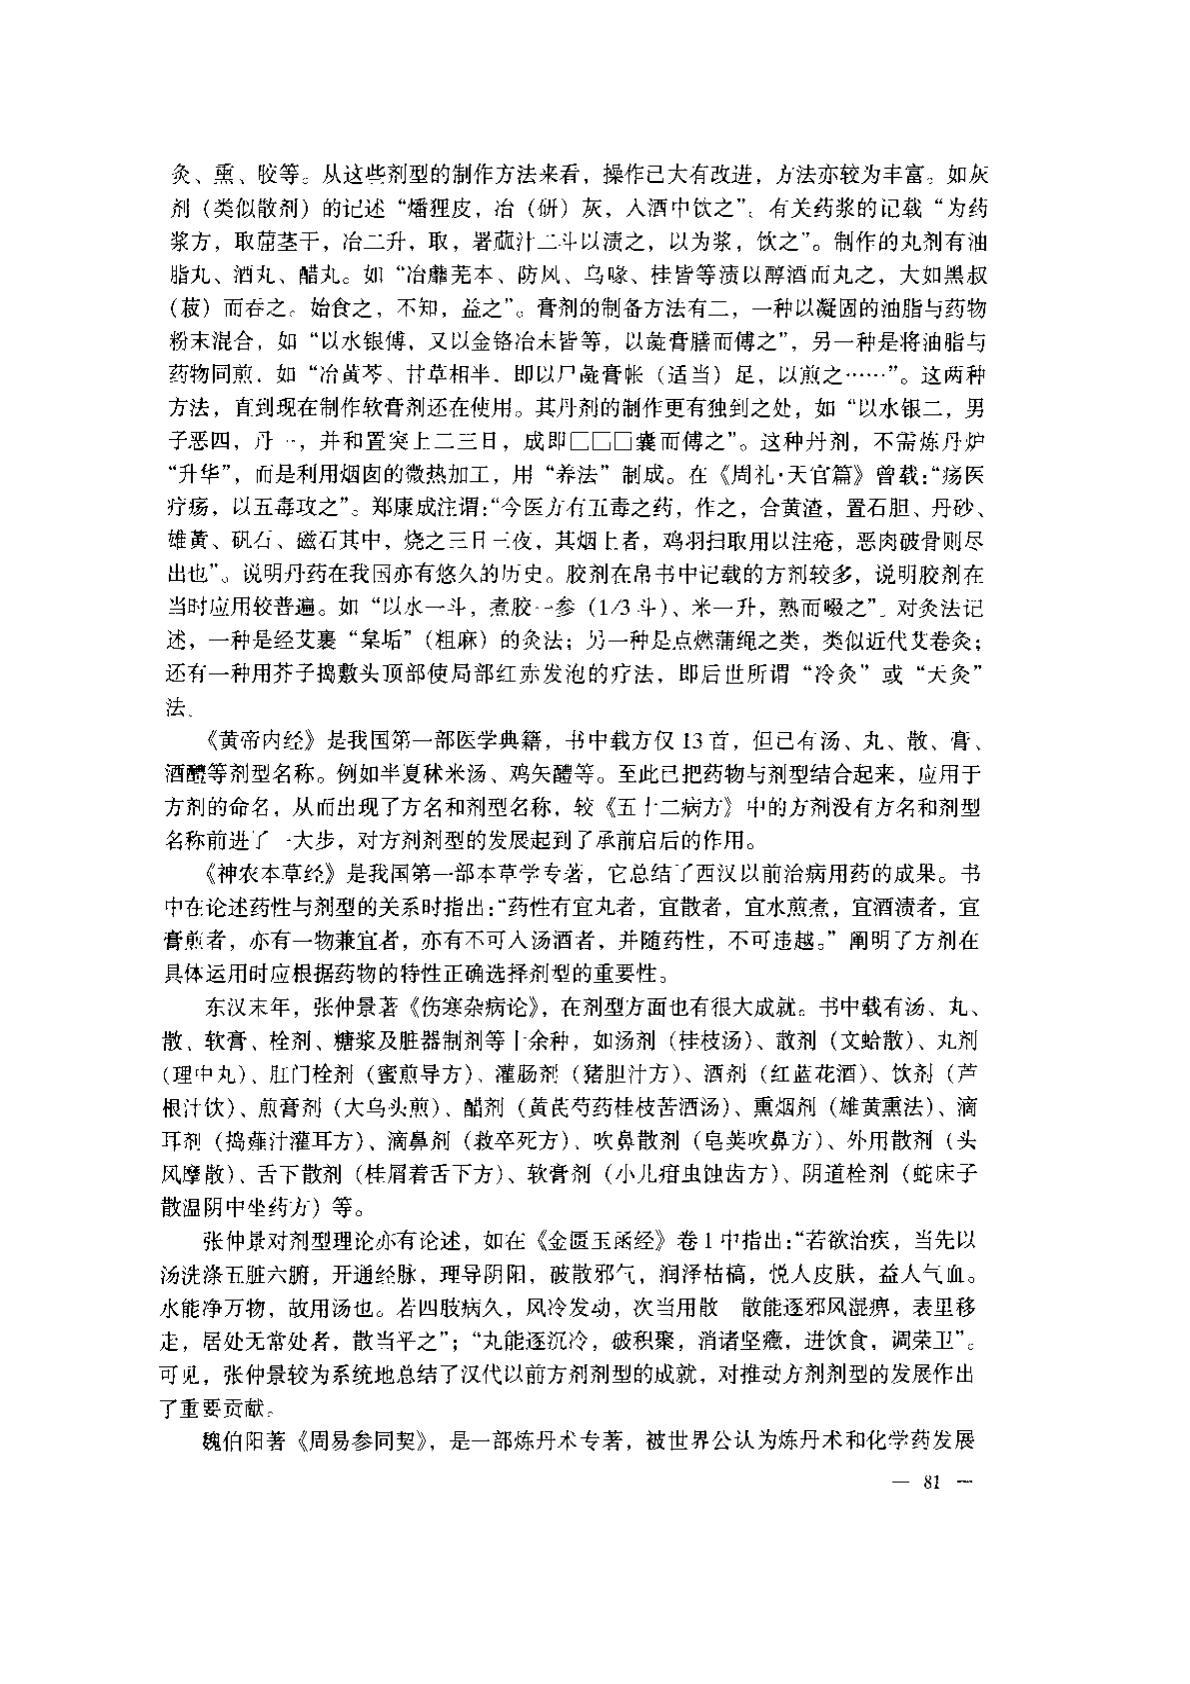 灸、熏、胶等。从这些剂型的制作方法来看，操作已大有改进，方法亦较为丰富。如灰
剂（类似散剂）的记述“燔狸皮，冶（研）灰，入酒中饮之”。有关药浆的记载“为药
浆方，取䓛茎干，冶二升，取，署蓏汁二斗以渍之，以为浆，饮之”。制作的丸剂有油
脂丸、酒丸、醋丸。如“冶蘼芜本、防风、乌喙、桂皆等渍以醇酒而丸之，大如黑叔
（菽）而吞之。始食之，不知，益之”。膏剂的制备方法有二，一种以凝固的油脂与药物
粉末混合，如“以水银傅，又以金铬冶末皆等，以彘膏膳而傅之”，另一种是将油脂与
药物同煎，如“冶黄芩、甘草相半，即以尸彘膏帐（适当）足，以煎之……”。这两种
方法，直到现在制作软膏剂还在使用。其丹剂的制作更有独到之处，如“以水银二，男
子恶四，丹一，并和置突上二三日，成即□□□囊而傅之”。这种丹剂，不需炼丹炉
“升华”，而是利用烟囱的微热加工，用“养法”制成。在《周礼·天官篇》曾载：“疡医
疗疡，以五毒攻之”。郑康成注谓：“今医方有五毒之药，作之，合黄渣，置石胆、丹砂、
雄黄、矾石、磁石其中，烧之三日三夜，其烟上者，鸡羽扫取用以注疮，恶肉破骨则尽
出也”。说明丹药在我国亦有悠久的历史。胶剂在帛书中记载的方剂较多，说明胶剂在
当时应用较普遍。如“以水一斗，煮胶一参（1/3斗）、米一升，熟而啜之”。对灸法记
述，一种是经艾裹“枲垢”（粗麻）的灸法；另一种是点燃蒲绳之类，类似近代艾卷灸；
还有一种用芥子捣敷头顶部使局部红赤发泡的疗法，即后世所谓“冷灸”或“天灸”
法。
《黄帝内经》是我国第一部医学典籍，书中载方仅13首，但已有汤、丸、散、膏、
酒醴等剂型名称。例如半夏秫米汤、鸡矢醴等。至此已把药物与剂型结合起来，应用于
方剂的命名，从而出现了方名和剂型名称，较《五十二病方》中的方剂没有方名和剂型
名称前进了一大步，对方剂剂型的发展起到了承前启后的作用。
《神农本草经》是我国第一部本草学专著，它总结了西汉以前治病用药的成果。书
中在论述药性与剂型的关系时指出：“药性有宜丸者，宜散者，宜水煎煮，宜酒渍者，宜
膏煎者，亦有一物兼宜者，亦有不可入汤酒者，并随药性，不可违越。”阐明了方剂在
具体运用时应根据药物的特性正确选择剂型的重要性。
东汉末年，张仲景著《伤寒杂病论》，在剂型方面也有很大成就。书中载有汤、丸、
散、软膏、栓剂、糖浆及脏器制剂等十余种，如汤剂（桂枝汤）、散剂（文蛤散）、丸剂
（理中丸）、肛门栓剂（蜜煎导方）、灌肠剂（猪胆汁方）、酒剂（红蓝花酒）、饮剂（芦
根汁饮）、煎膏剂（大乌头煎）、醋剂（黄芪芍药桂枝苦酒汤）、熏烟剂（雄黄熏法）、滴
耳剂（捣薤汁灌耳方）、滴鼻剂（救卒死方）、吹鼻散剂（皂荚吹鼻方）、外用散剂（头
风摩散）、舌下散剂（桂屑着舌下方）、软膏剂（小儿疳虫蚀齿方）、阴道栓剂（蛇床子
散温阴中坐药方）等。
张仲景对剂型理论亦有论述，如在《金匮玉函经》卷1中指出：“若欲治疾，当先以
汤洗涤五脏六腑，开通经脉，理导阴阳，破散邪气，润泽枯槁，悦人皮肤，益人气血。
水能净万物，故用汤也。若四肢病久，风冷发动，次当用散　散能逐邪风湿痹，表里移
走，居处无常处者，散当平之”；“丸能逐沉冷，破积聚，消诸坚癥，进饮食，调荣卫”。
可见，张仲景较为系统地总结了汉代以前方剂剂型的成就，对推动方剂剂型的发展作出
了重要贡献。
魏伯阳著《周易参同契》，是一部炼丹术专著，被世界公认为炼丹术和化学药发展
— 81 —